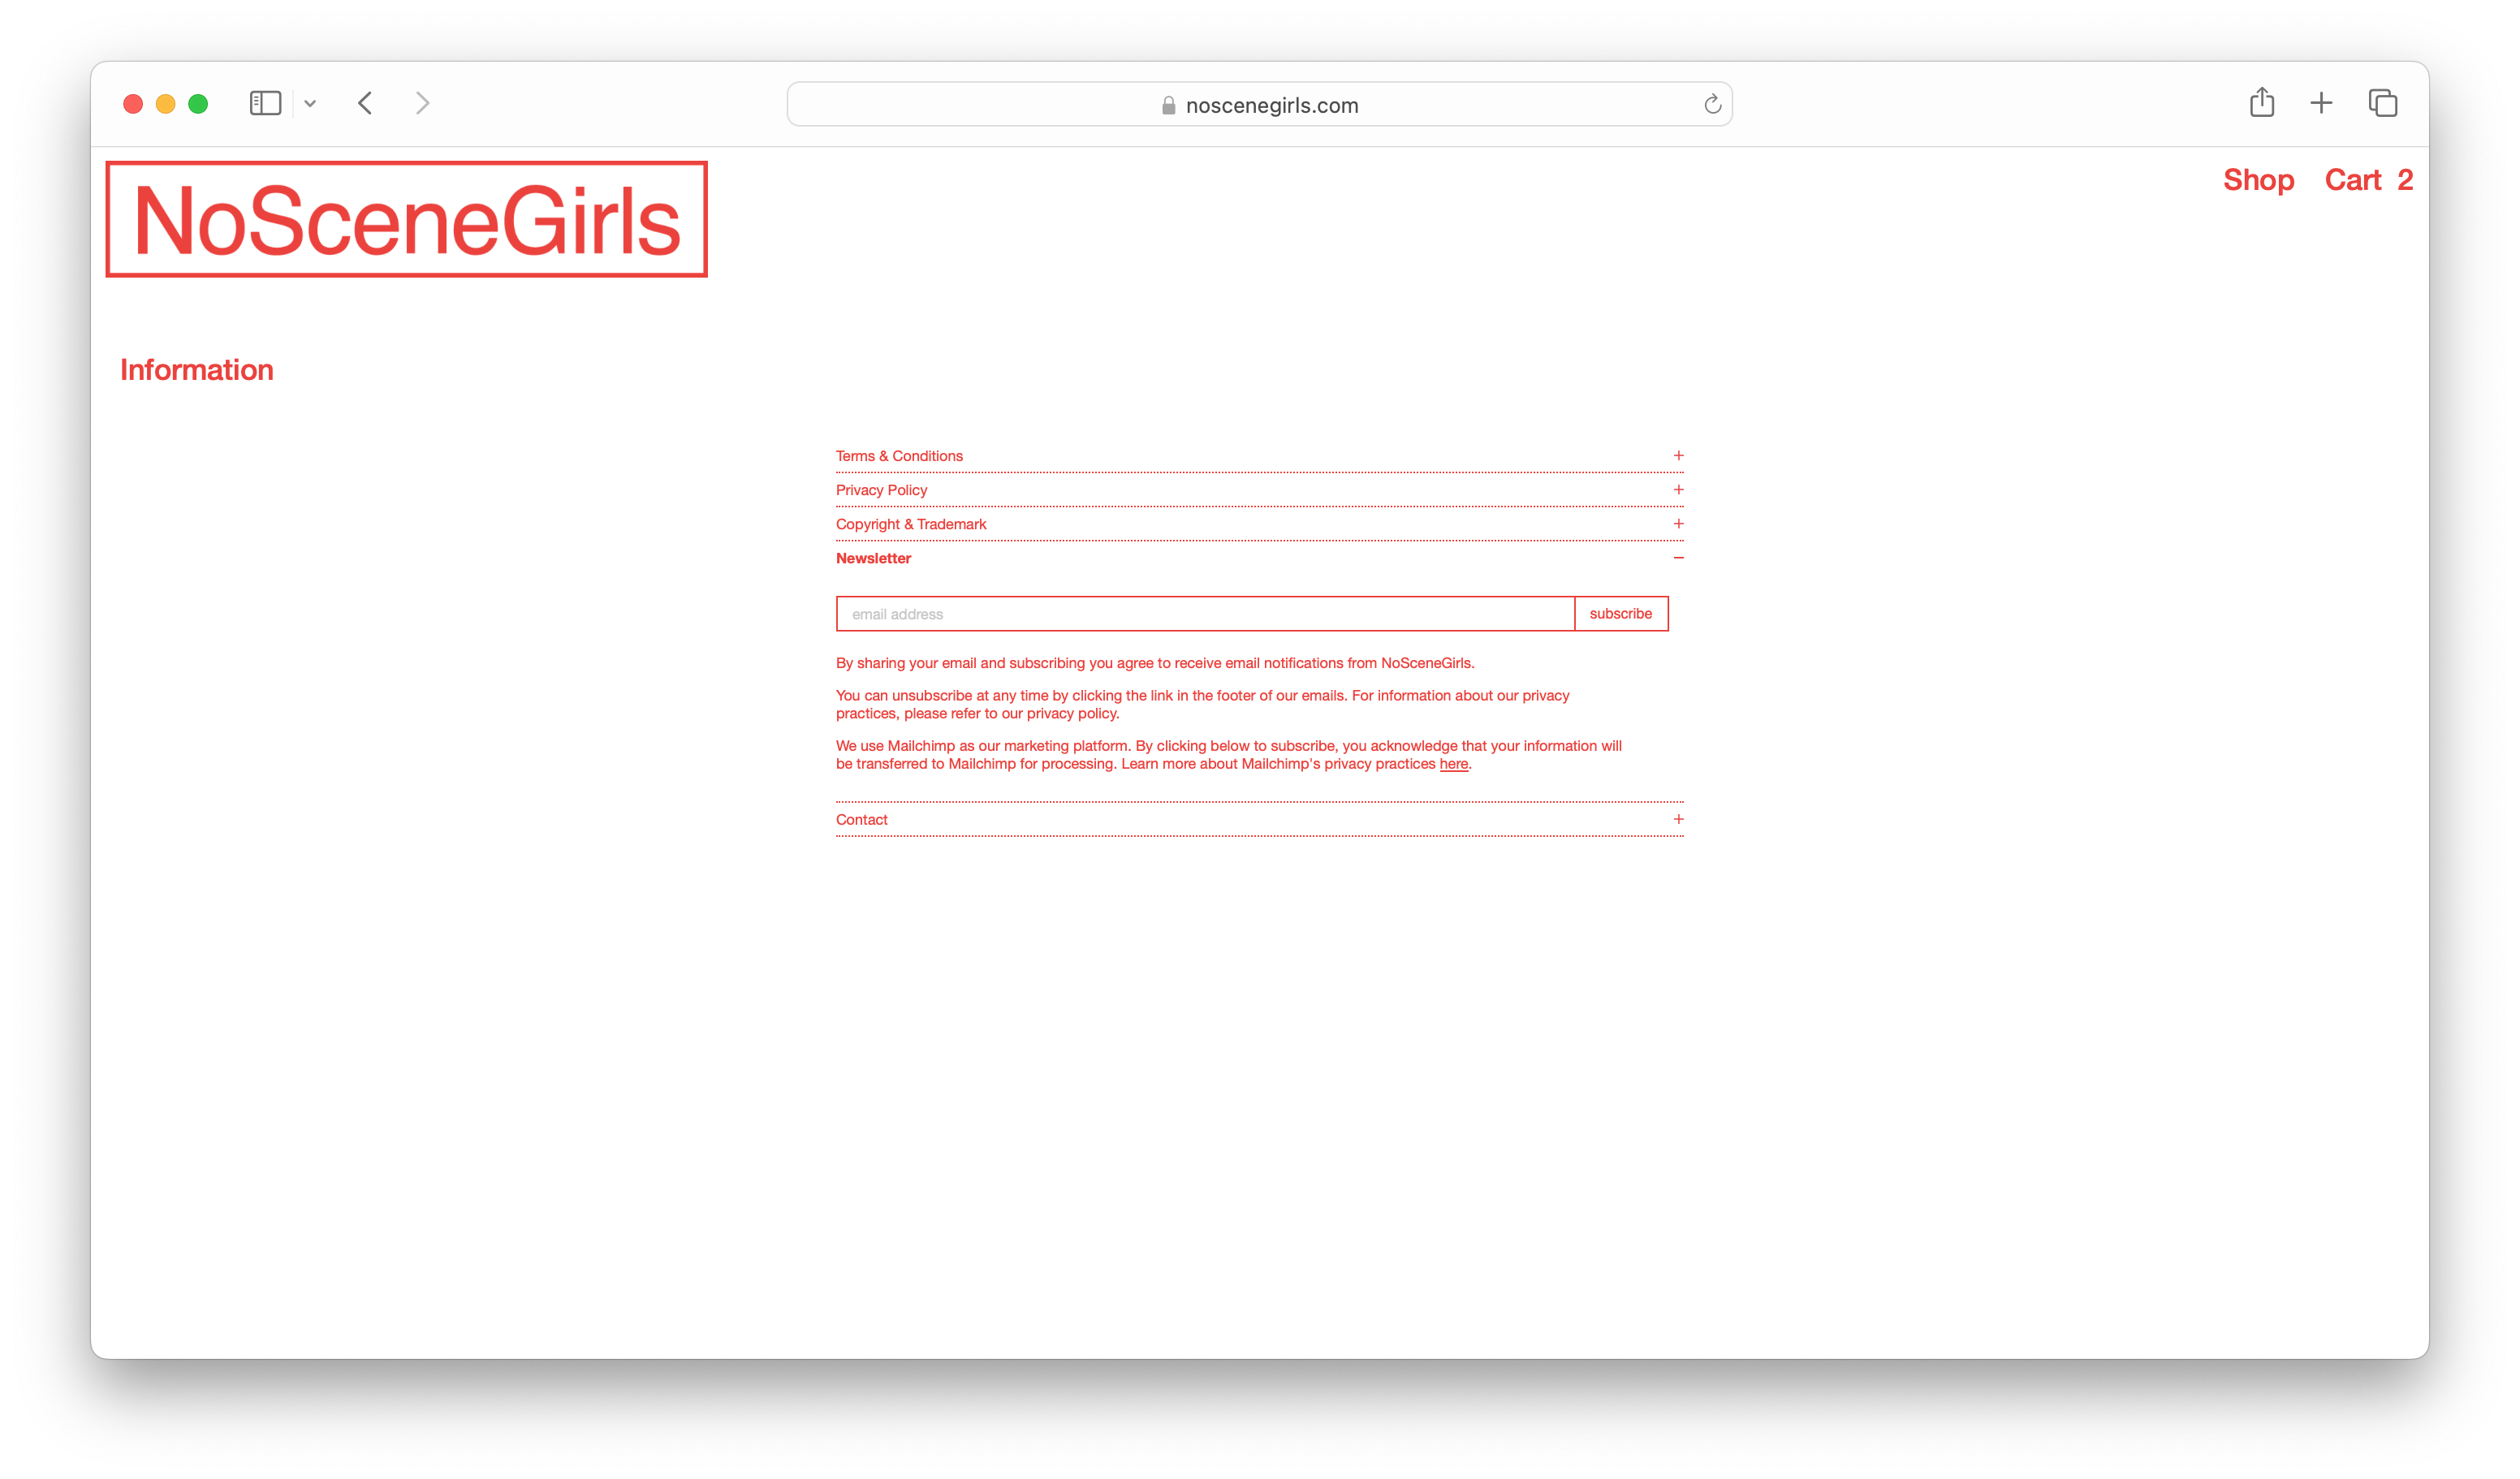 noscenegirls.com
NoSceneGirls
Shop Cart 2
Information
Terms & Conditions +
Privacy Policy +
Copyright & Trademark +
Newsletter −
email address subscribe
By sharing your email and subscribing you agree to receive email notifications from NoSceneGirls.
You can unsubscribe at any time by clicking the link in the footer of our emails. For information about our privacy
practices, please refer to our privacy policy.
We use Mailchimp as our marketing platform. By clicking below to subscribe, you acknowledge that your information will
be transferred to Mailchimp for processing. Learn more about Mailchimp's privacy practices here.
Contact +